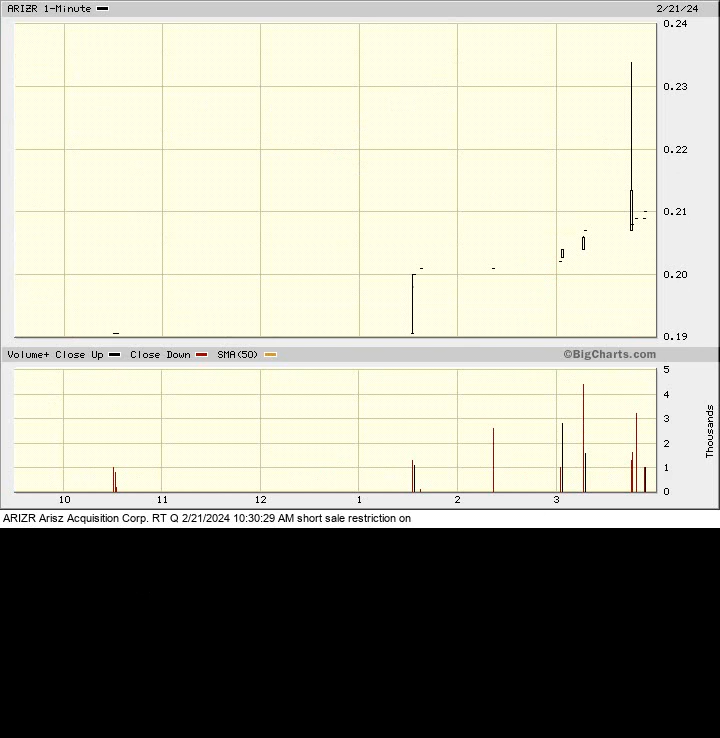 ARIZR 1-Minute 2/21/24
0.24
0.23
0.22
0.21
0.20
0.19
Volume+ Close Up Close Down SMA(50) ©BigCharts.com
5
4
3
2
1
0
Thousands
10 11 12 1 2 3
ARIZR Arisz Acquisition Corp. RT Q 2/21/2024 10:30:29 AM short sale restriction on